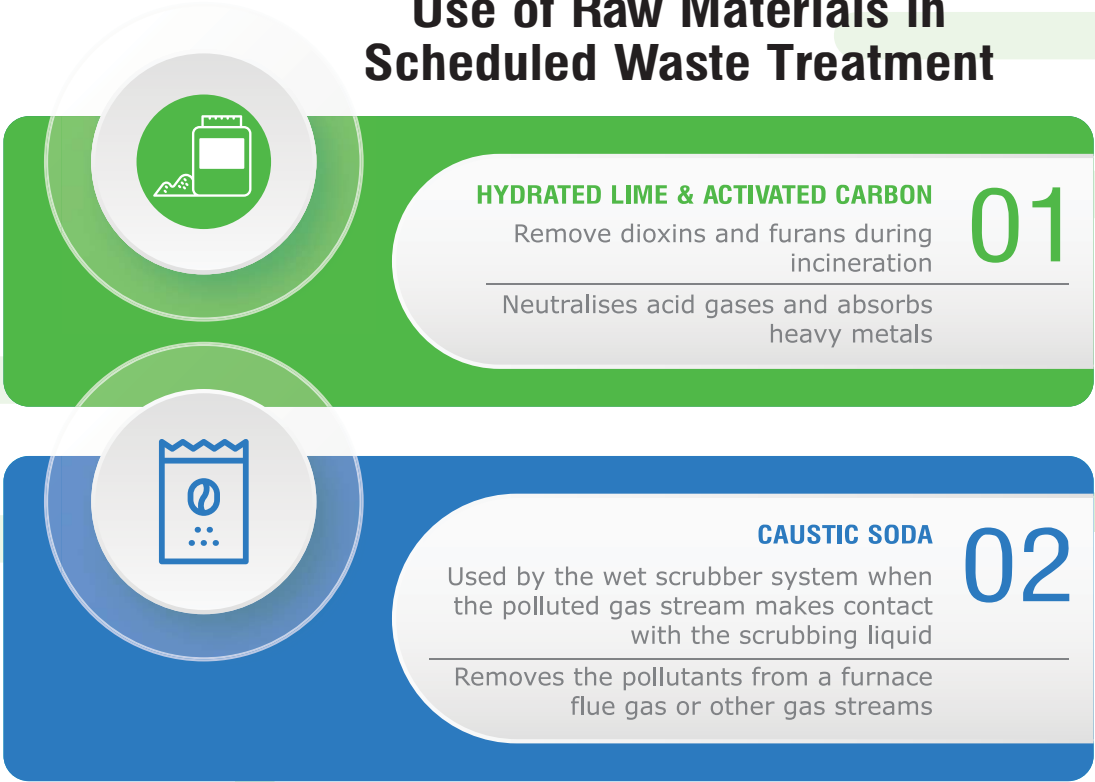 Use of Raw Materials in
Scheduled Waste Treatment
HYDRATED LIME & ACTIVATED CARBON
01
Remove dioxins and furans during
incineration
Neutralises acid gases and absorbs
heavy metals
CAUSTIC SODA
02
Used by the wet scrubber system when
the polluted gas stream makes contact
with the scrubbing liquid
Removes the pollutants from a furnace
flue gas or other gas streams